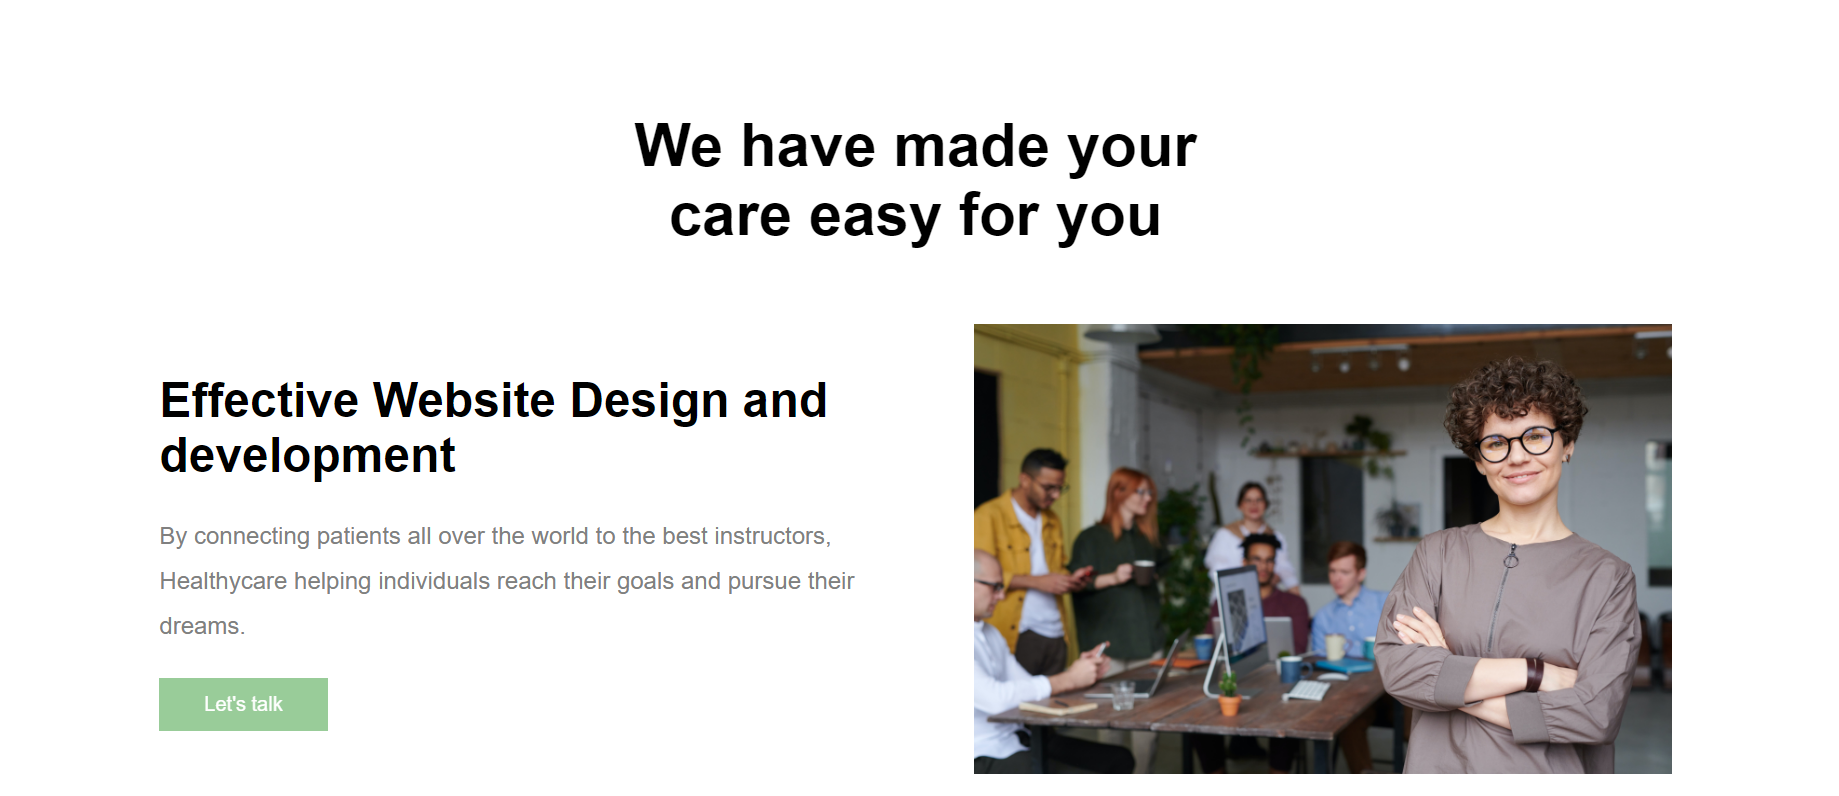 We have made your
care easy for you
Effective Website Design and
development
By connecting patients all over the world to the best instructors,
Healthycare helping individuals reach their goals and pursue their
dreams.
Let's talk